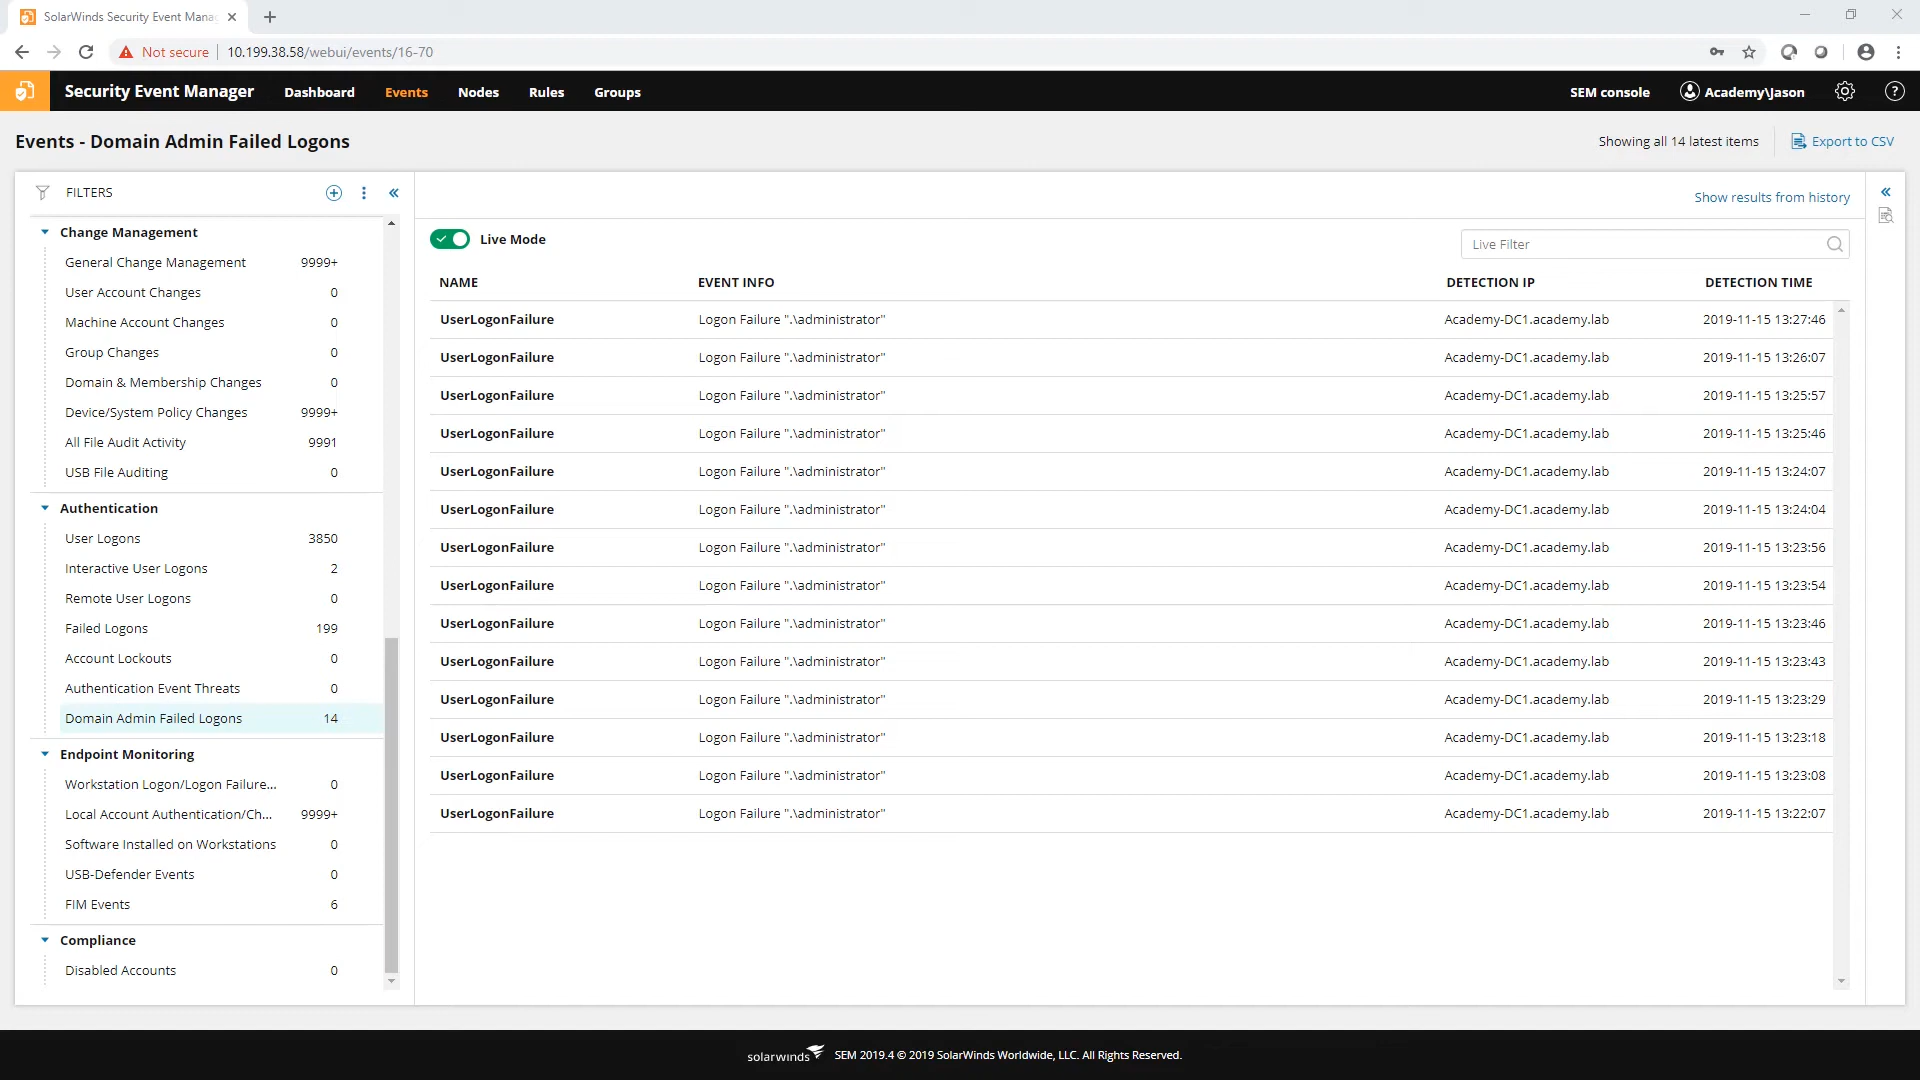 SolarWinds Security Event Mana
Not secure 10.199.38.58/webui/events/16-70
Security Event Manager Dashboard Events Nodes Rules Groups SEM console Academy\Jason ?
Events - Domain Admin Failed Logons Showing all 14 latest items Export to CSV
FILTERS
Show results from history
Change Management
General Change Management 9999+
User Account Changes 0
Machine Account Changes 0
Group Changes 0
Domain & Membership Changes 0
Device/System Policy Changes 9999+
All File Audit Activity 9991
USB File Auditing 0
Authentication
User Logons 3850
Interactive User Logons 2
Remote User Logons 0
Failed Logons 199
Account Lockouts 0
Authentication Event Threats 0
Domain Admin Failed Logons 14
Endpoint Monitoring
Workstation Logon/Logon Failure... 0
Local Account Authentication/Ch... 9999+
Software Installed on Workstations 0
USB-Defender Events 0
FIM Events 6
Compliance
Disabled Accounts 0
Live Mode
Live Filter
NAME EVENT INFO DETECTION IP DETECTION TIME
UserLogonFailure Logon Failure ".\administrator" Academy-DC1.academy.lab 2019-11-15 13:27:46
UserLogonFailure Logon Failure ".\administrator" Academy-DC1.academy.lab 2019-11-15 13:26:07
UserLogonFailure Logon Failure ".\administrator" Academy-DC1.academy.lab 2019-11-15 13:25:57
UserLogonFailure Logon Failure ".\administrator" Academy-DC1.academy.lab 2019-11-15 13:25:46
UserLogonFailure Logon Failure ".\administrator" Academy-DC1.academy.lab 2019-11-15 13:24:07
UserLogonFailure Logon Failure ".\administrator" Academy-DC1.academy.lab 2019-11-15 13:24:04
UserLogonFailure Logon Failure ".\administrator" Academy-DC1.academy.lab 2019-11-15 13:23:56
UserLogonFailure Logon Failure ".\administrator" Academy-DC1.academy.lab 2019-11-15 13:23:54
UserLogonFailure Logon Failure ".\administrator" Academy-DC1.academy.lab 2019-11-15 13:23:46
UserLogonFailure Logon Failure ".\administrator" Academy-DC1.academy.lab 2019-11-15 13:23:43
UserLogonFailure Logon Failure ".\administrator" Academy-DC1.academy.lab 2019-11-15 13:23:29
UserLogonFailure Logon Failure ".\administrator" Academy-DC1.academy.lab 2019-11-15 13:23:18
UserLogonFailure Logon Failure ".\administrator" Academy-DC1.academy.lab 2019-11-15 13:23:08
UserLogonFailure Logon Failure ".\administrator" Academy-DC1.academy.lab 2019-11-15 13:22:07
solarwinds SEM 2019.4 © 2019 SolarWinds Worldwide, LLC. All Rights Reserved.